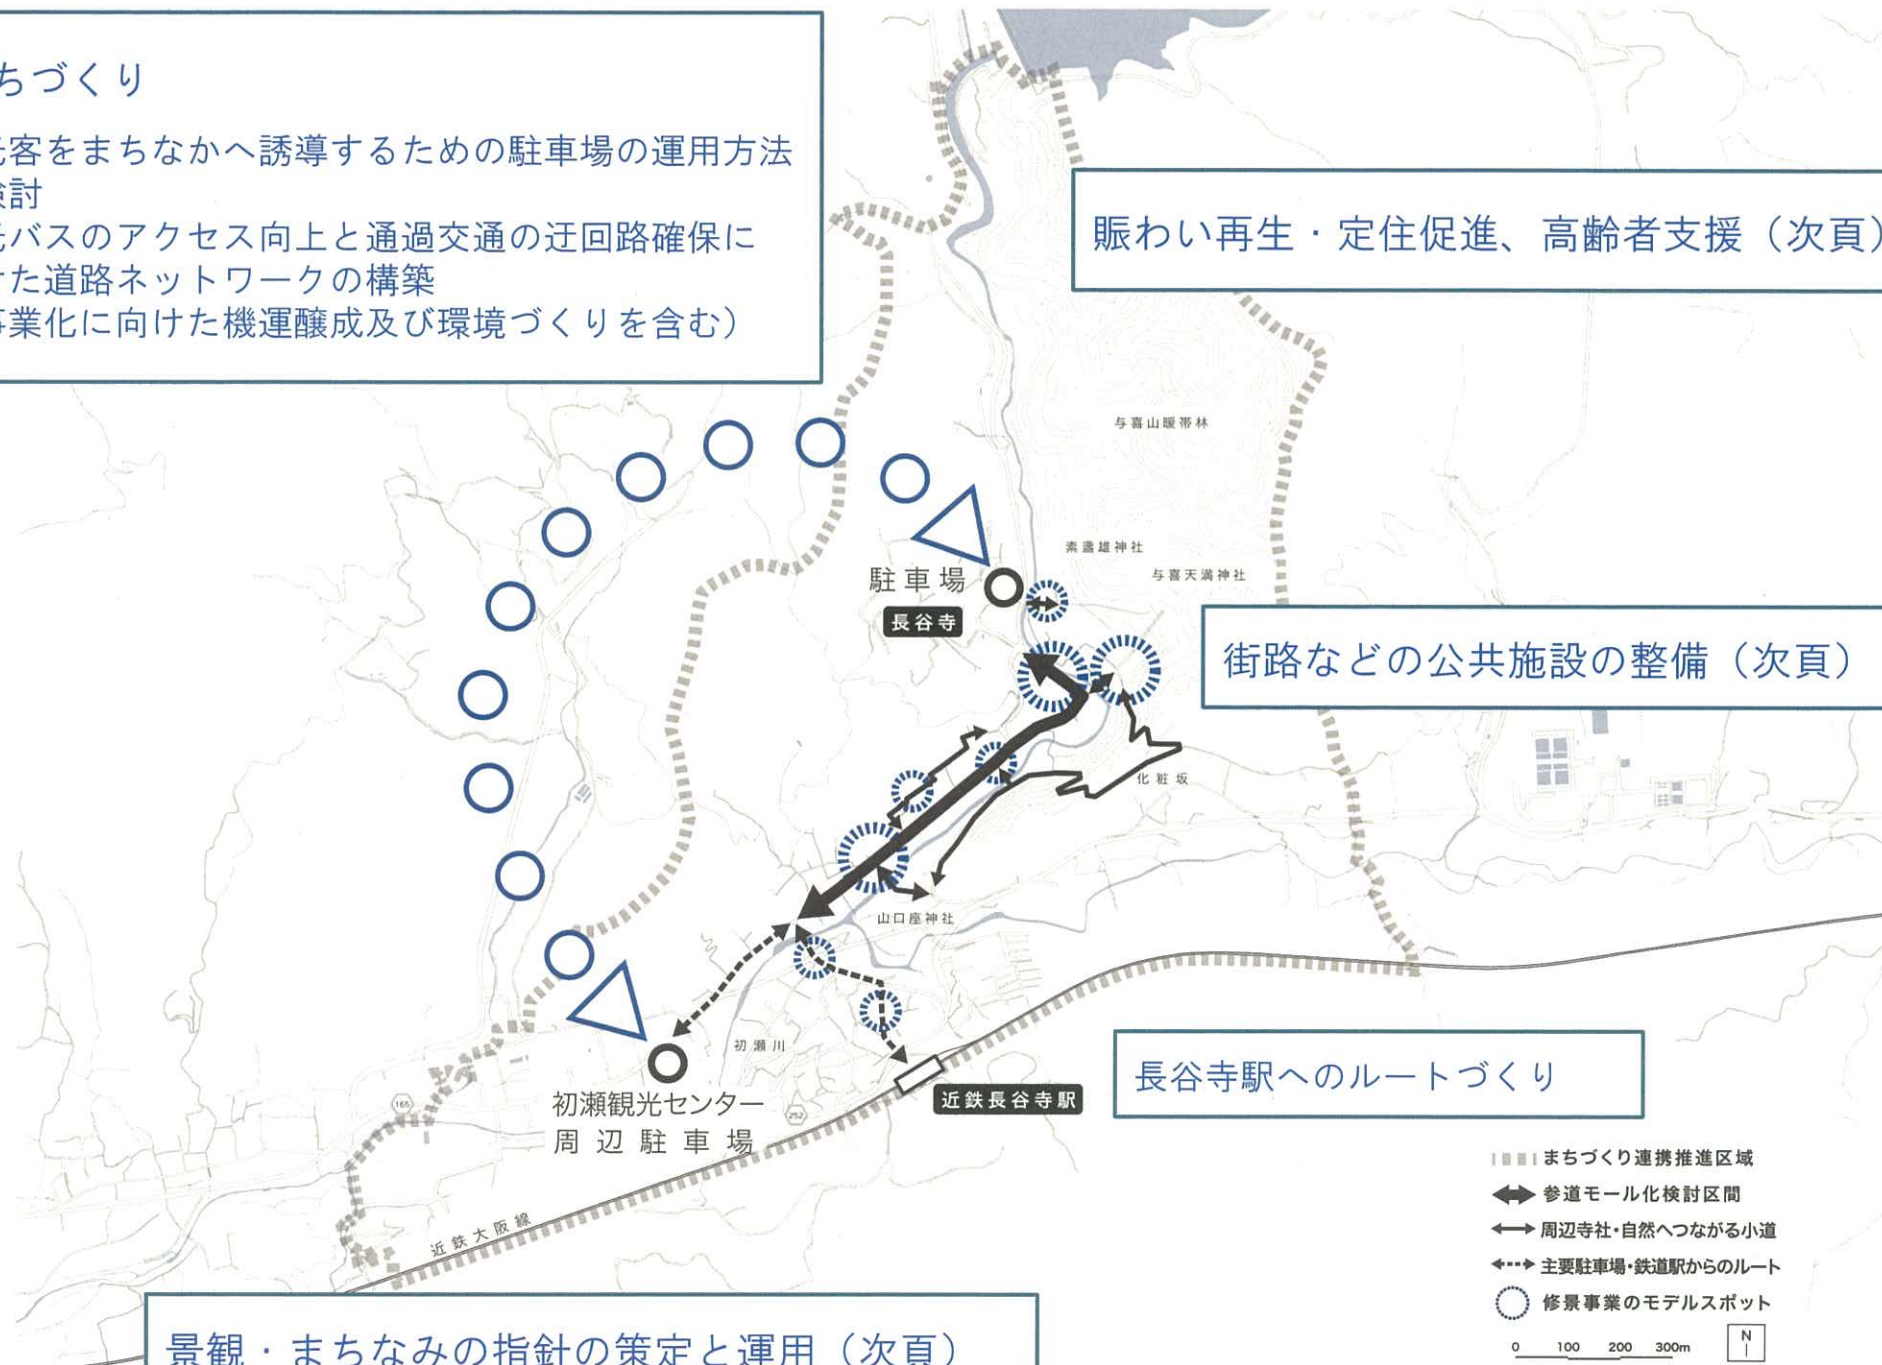 ちづくり
客をまちなかへ誘導するための駐車場の運用方法
検討
バスのアクセス向上と通過交通の迂回路確保に
た道路ネットワークの構築
事業化に向けた機運醸成及び環境づくりを含む）
賑わい再生・定住促進、高齢者支援（次頁）
与喜山暖帯林
素盞雄神社
与喜天満神社
駐車場
長谷寺
街路などの公共施設の整備（次頁）
化粧坂
山口座神社
初瀬川
長谷寺駅へのルートづくり
近鉄長谷寺駅
初瀬観光センター
周辺駐車場
165
252
近鉄大阪線
まちづくり連携推進区域
参道モール化検討区間
周辺寺社・自然へつながる小道
主要駐車場・鉄道駅からのルート
修景事業のモデルスポット
0 100 200 300m
N
景観・まちなみの指針の策定と運用（次頁）